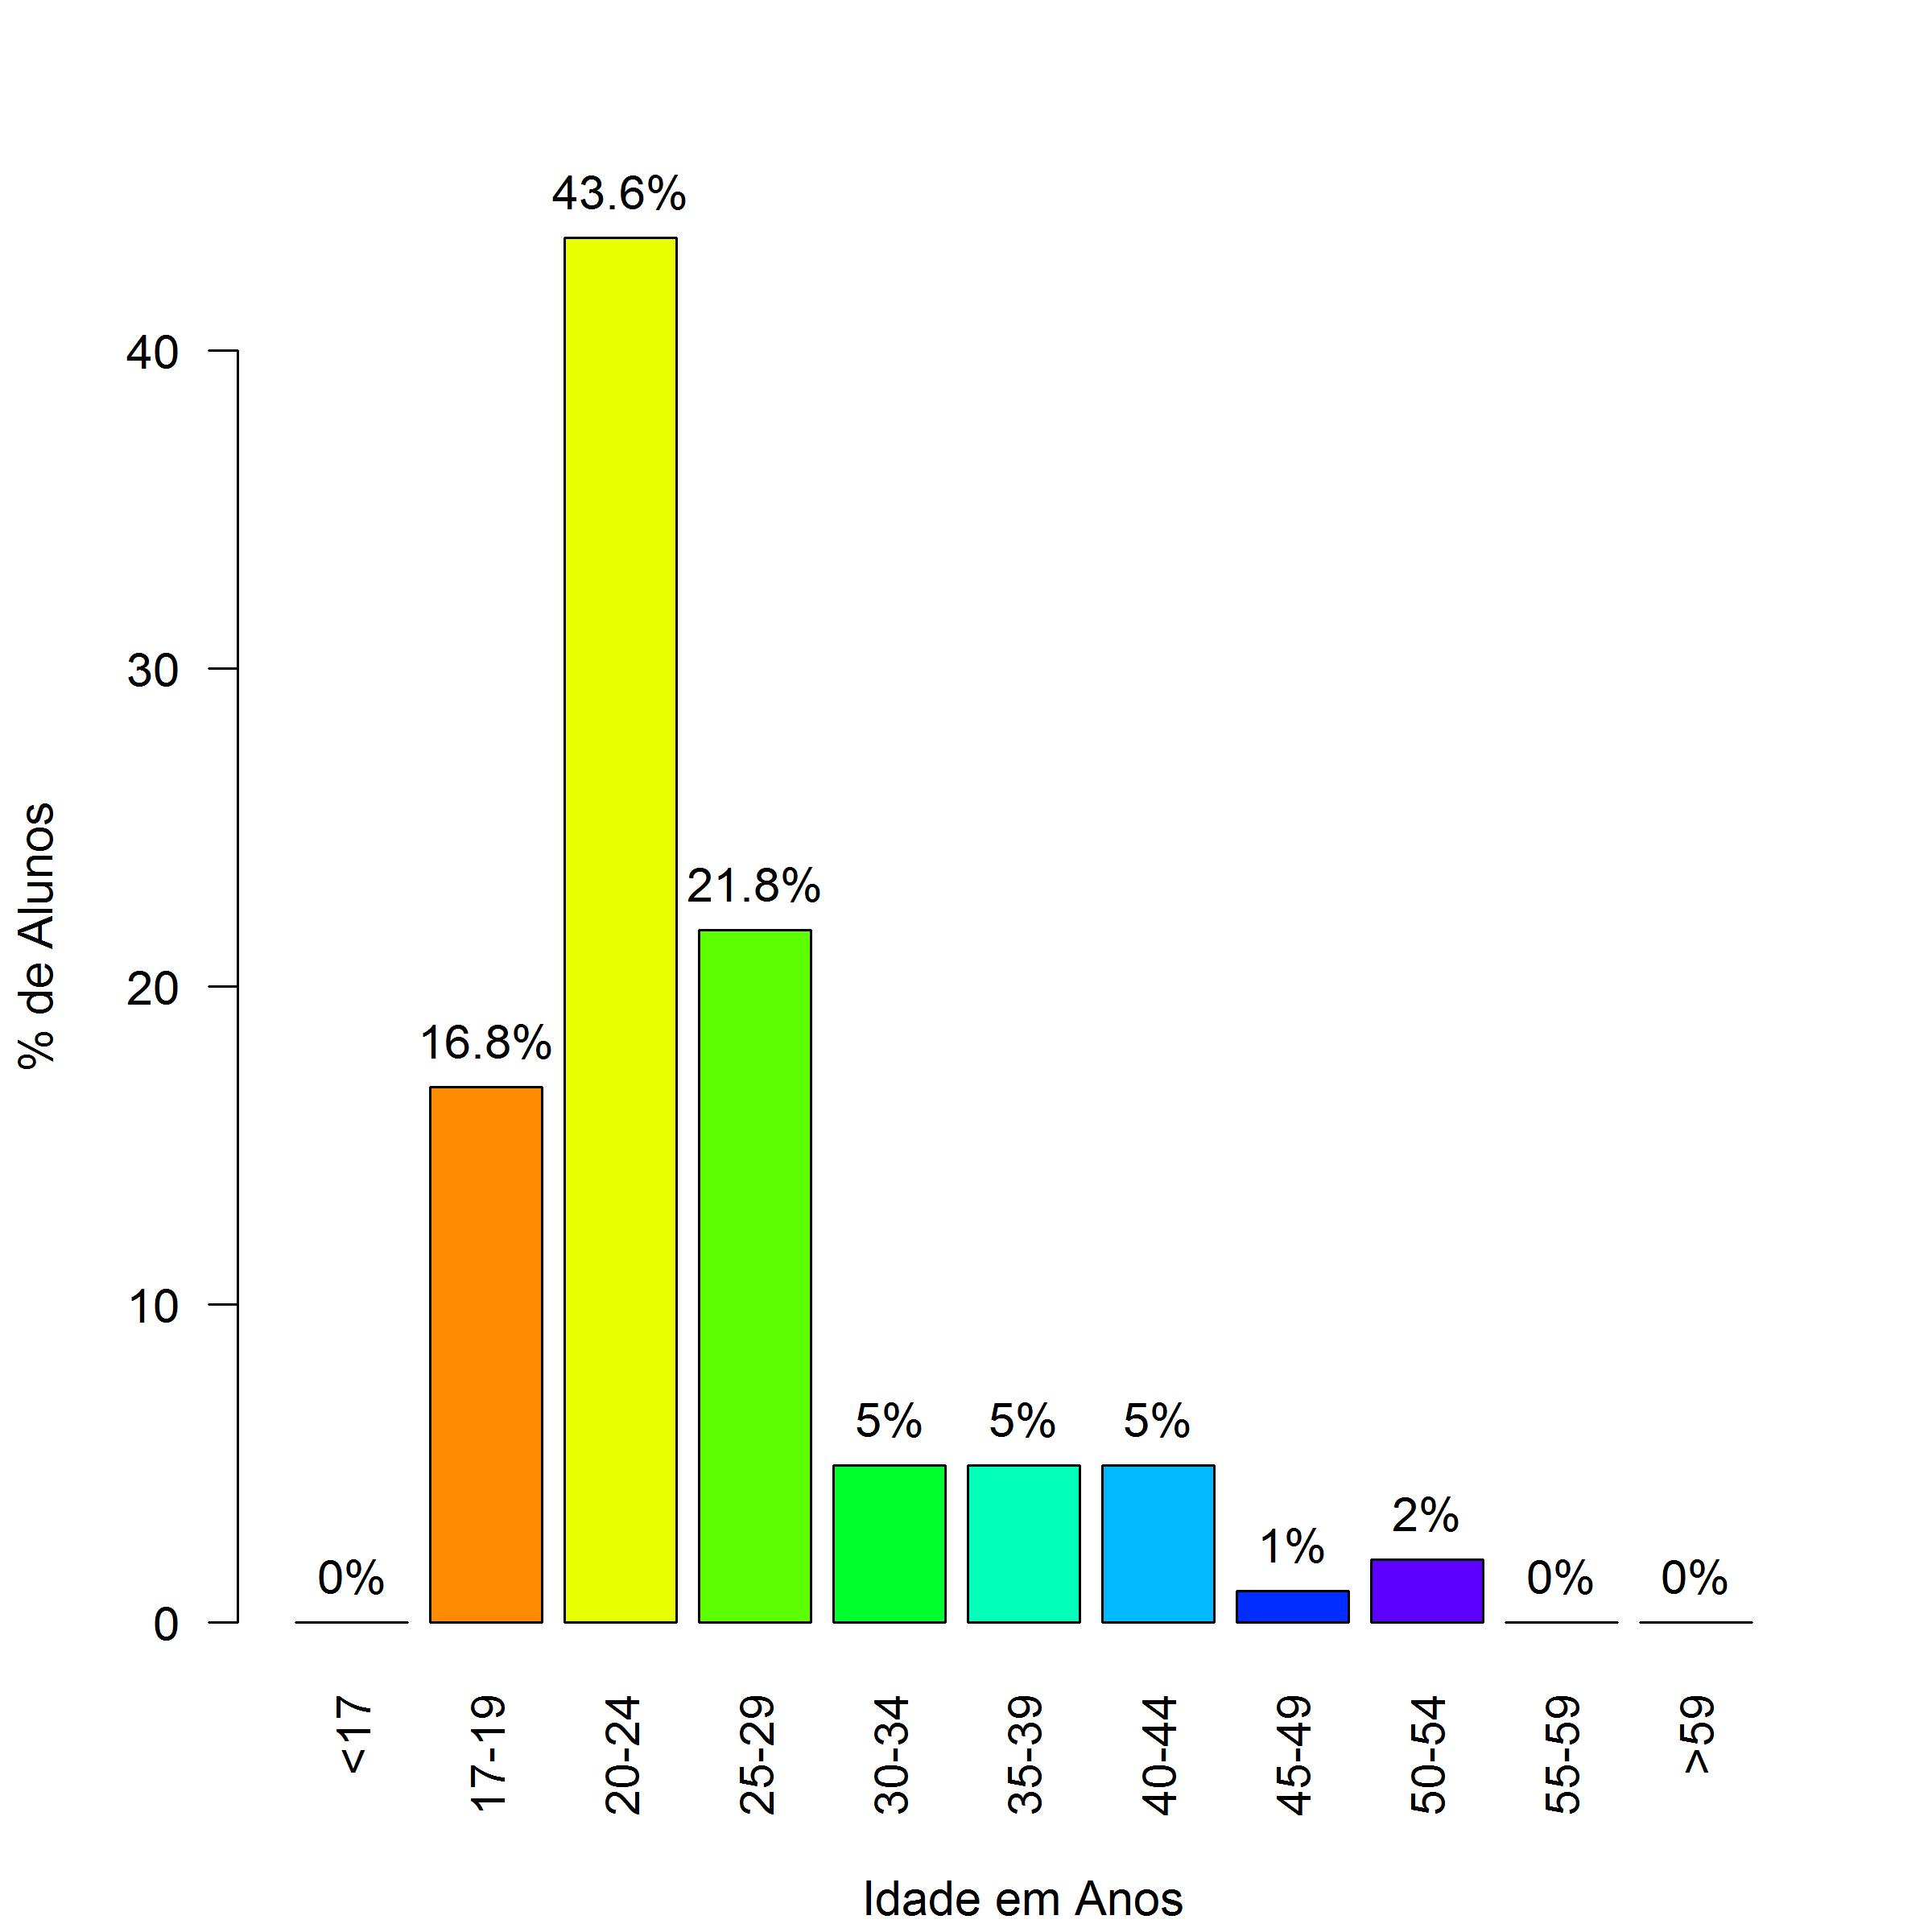 43.6%
40
30
21.8%
20
16.8%
10
5% 5% 5%
2%
1%
0% 0% 0%
0
% de Alunos
<17 17-19 20-24 25-29 30-34 35-39 40-44 45-49 50-54 55-59 >59
Idade em Anos